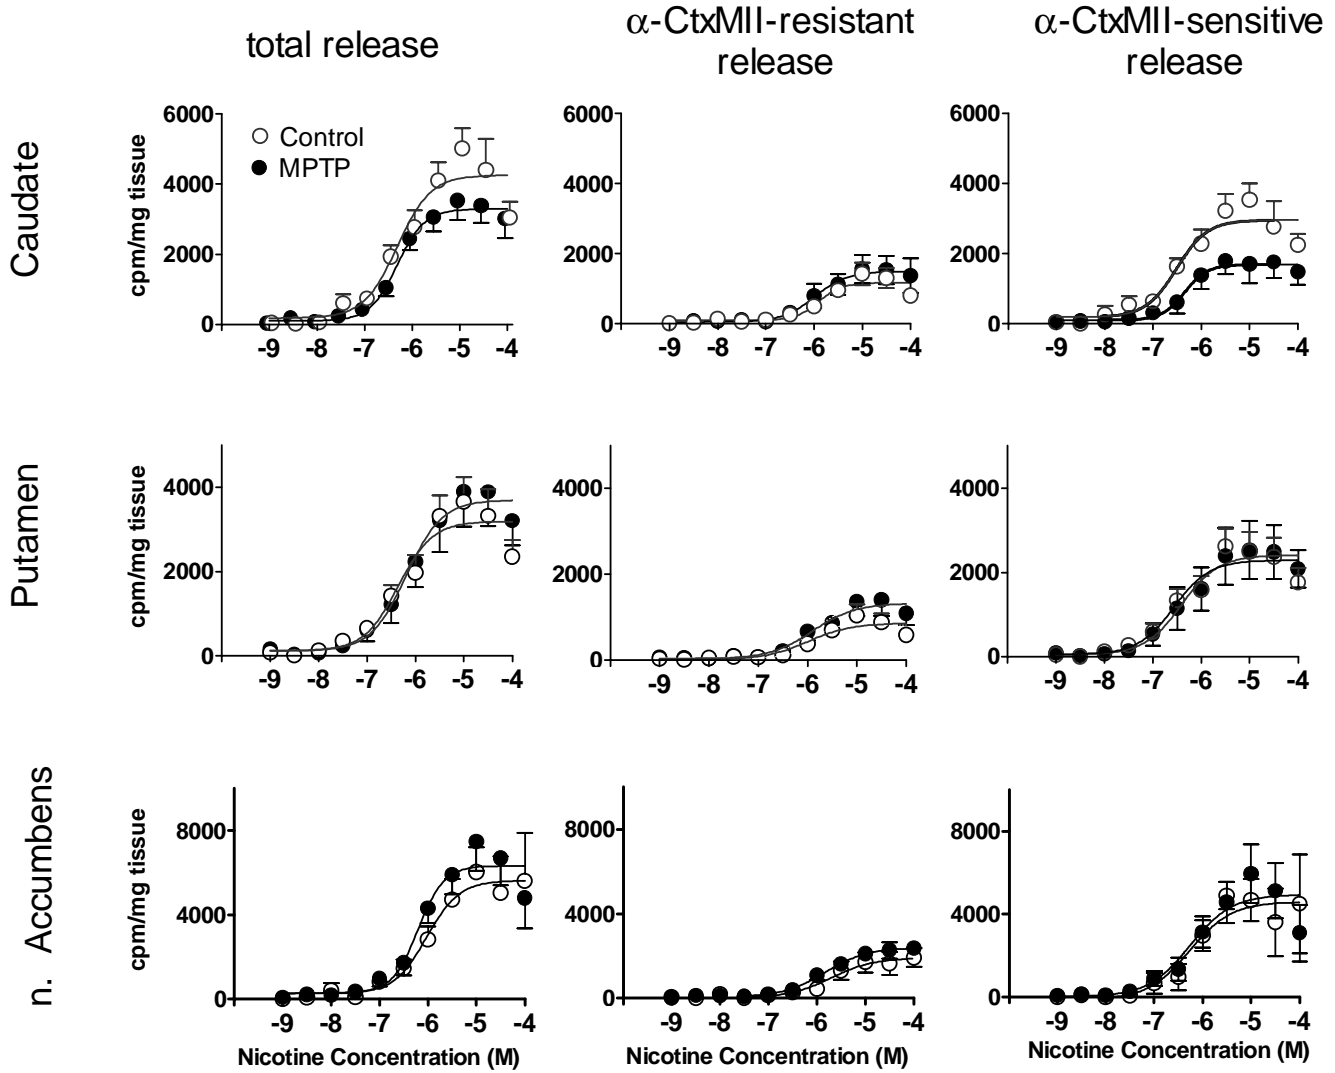 total release
α-CtxMII-resistant
release
α-CtxMII-sensitive
release
Caudate
cpm/mg tissue
6000
4000
2000
0
Control
MPTP
-9 -8 -7 -6 -5 -4
6000
4000
2000
0
-9 -8 -7 -6 -5 -4
6000
4000
2000
0
-9 -8 -7 -6 -5 -4
Putamen
cpm/mg tissue
4000
2000
0
-9 -8 -7 -6 -5 -4
4000
2000
0
-9 -8 -7 -6 -5 -4
4000
2000
0
-9 -8 -7 -6 -5 -4
n. Accumbens
cpm/mg tissue
8000
4000
0
-9 -8 -7 -6 -5 -4
Nicotine Concentration (M)
8000
4000
0
-9 -8 -7 -6 -5 -4
Nicotine Concentration (M)
8000
4000
0
-9 -8 -7 -6 -5 -4
Nicotine Concentration (M)